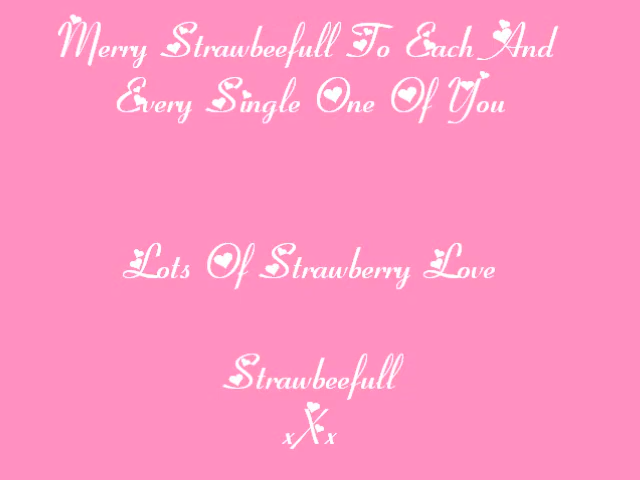 Merry Strawbeefull To Each And
Every Single One Of You
Lots Of Strawberry Love
Strawbeefull
xXx